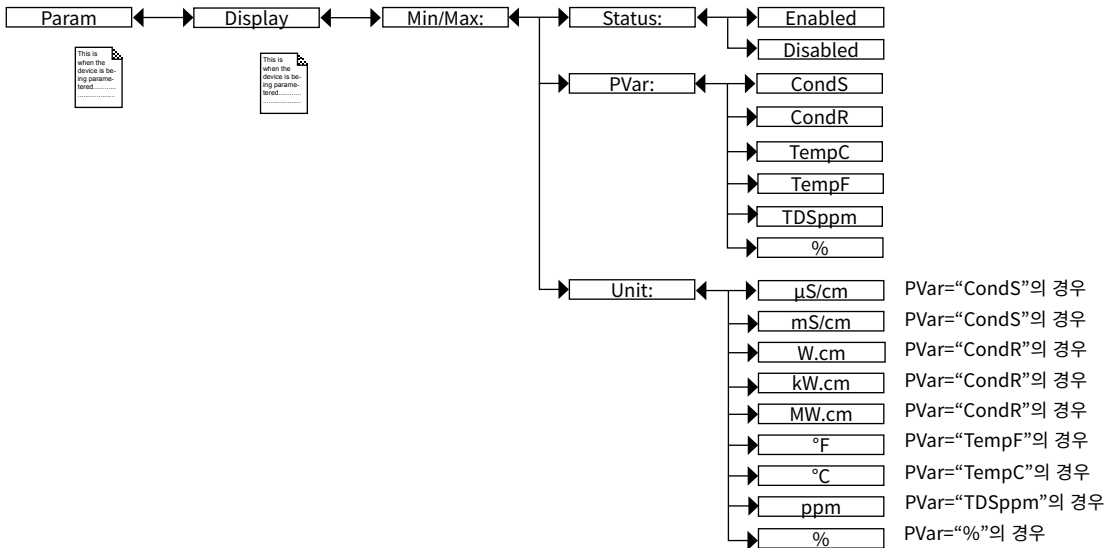 Param
Display
Min/Max:
Status:
Enabled
Disabled
This is
when the
device is be-
ing parame-
tered...........
....................
This is
when the
device is be-
ing parame-
tered...........
....................
PVar:
CondS
CondR
TempC
TempF
TDSppm
%
Unit:
µS/cm PVar=“CondS”의 경우
mS/cm PVar=“CondS”의 경우
W.cm PVar=“CondR”의 경우
kW.cm PVar=“CondR”의 경우
MW.cm PVar=“CondR”의 경우
°F PVar=“TempF”의 경우
°C PVar=“TempC”의 경우
ppm PVar=“TDSppm”의 경우
% PVar=“%”의 경우